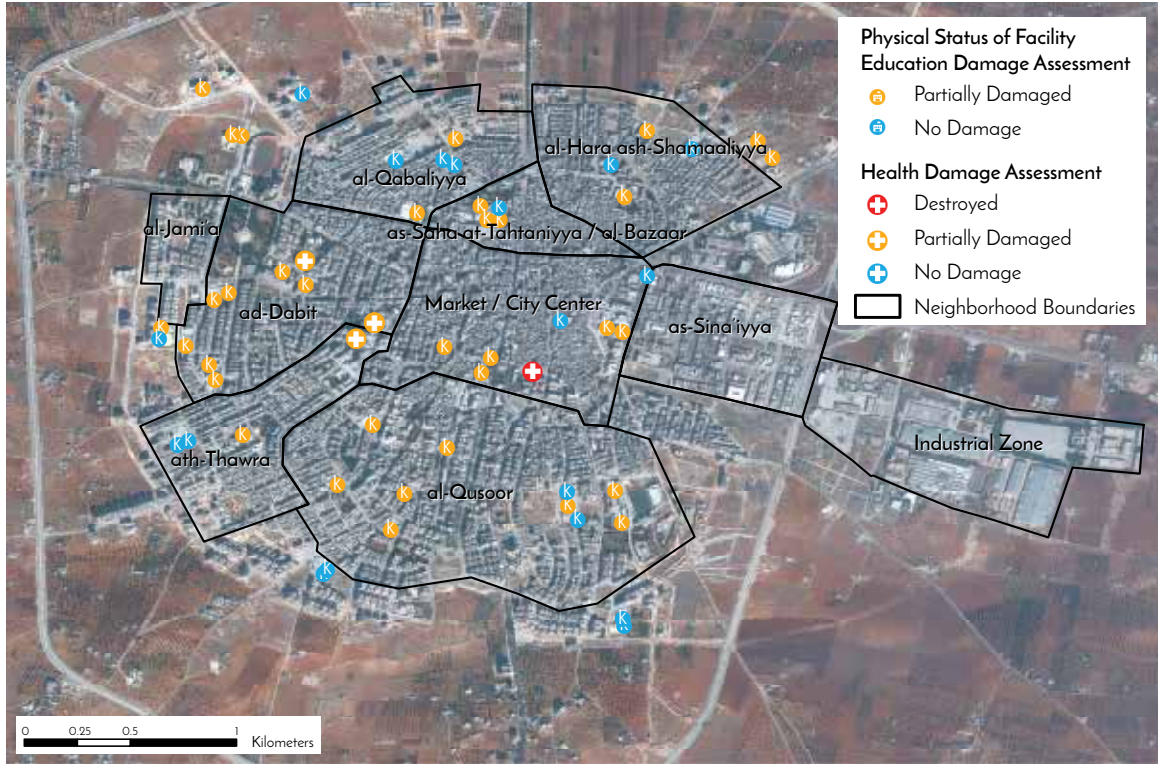 Physical Status of Facility
Education Damage Assessment
Partially Damaged
No Damage
Health Damage Assessment
Destroyed
Partially Damaged
No Damage
Neighborhood Boundaries
al-Hara ash-Shamaaliyya
al-Qabaliyya
al-Jami'a
as-Saha at-Tahtaniyya / al-Bazaar
Market / City Center
ad-Dabit
as-Sina'iyya
Industrial Zone
ath-Thawra
al-Qusoor
0 0.25 0.5 1 Kilometers